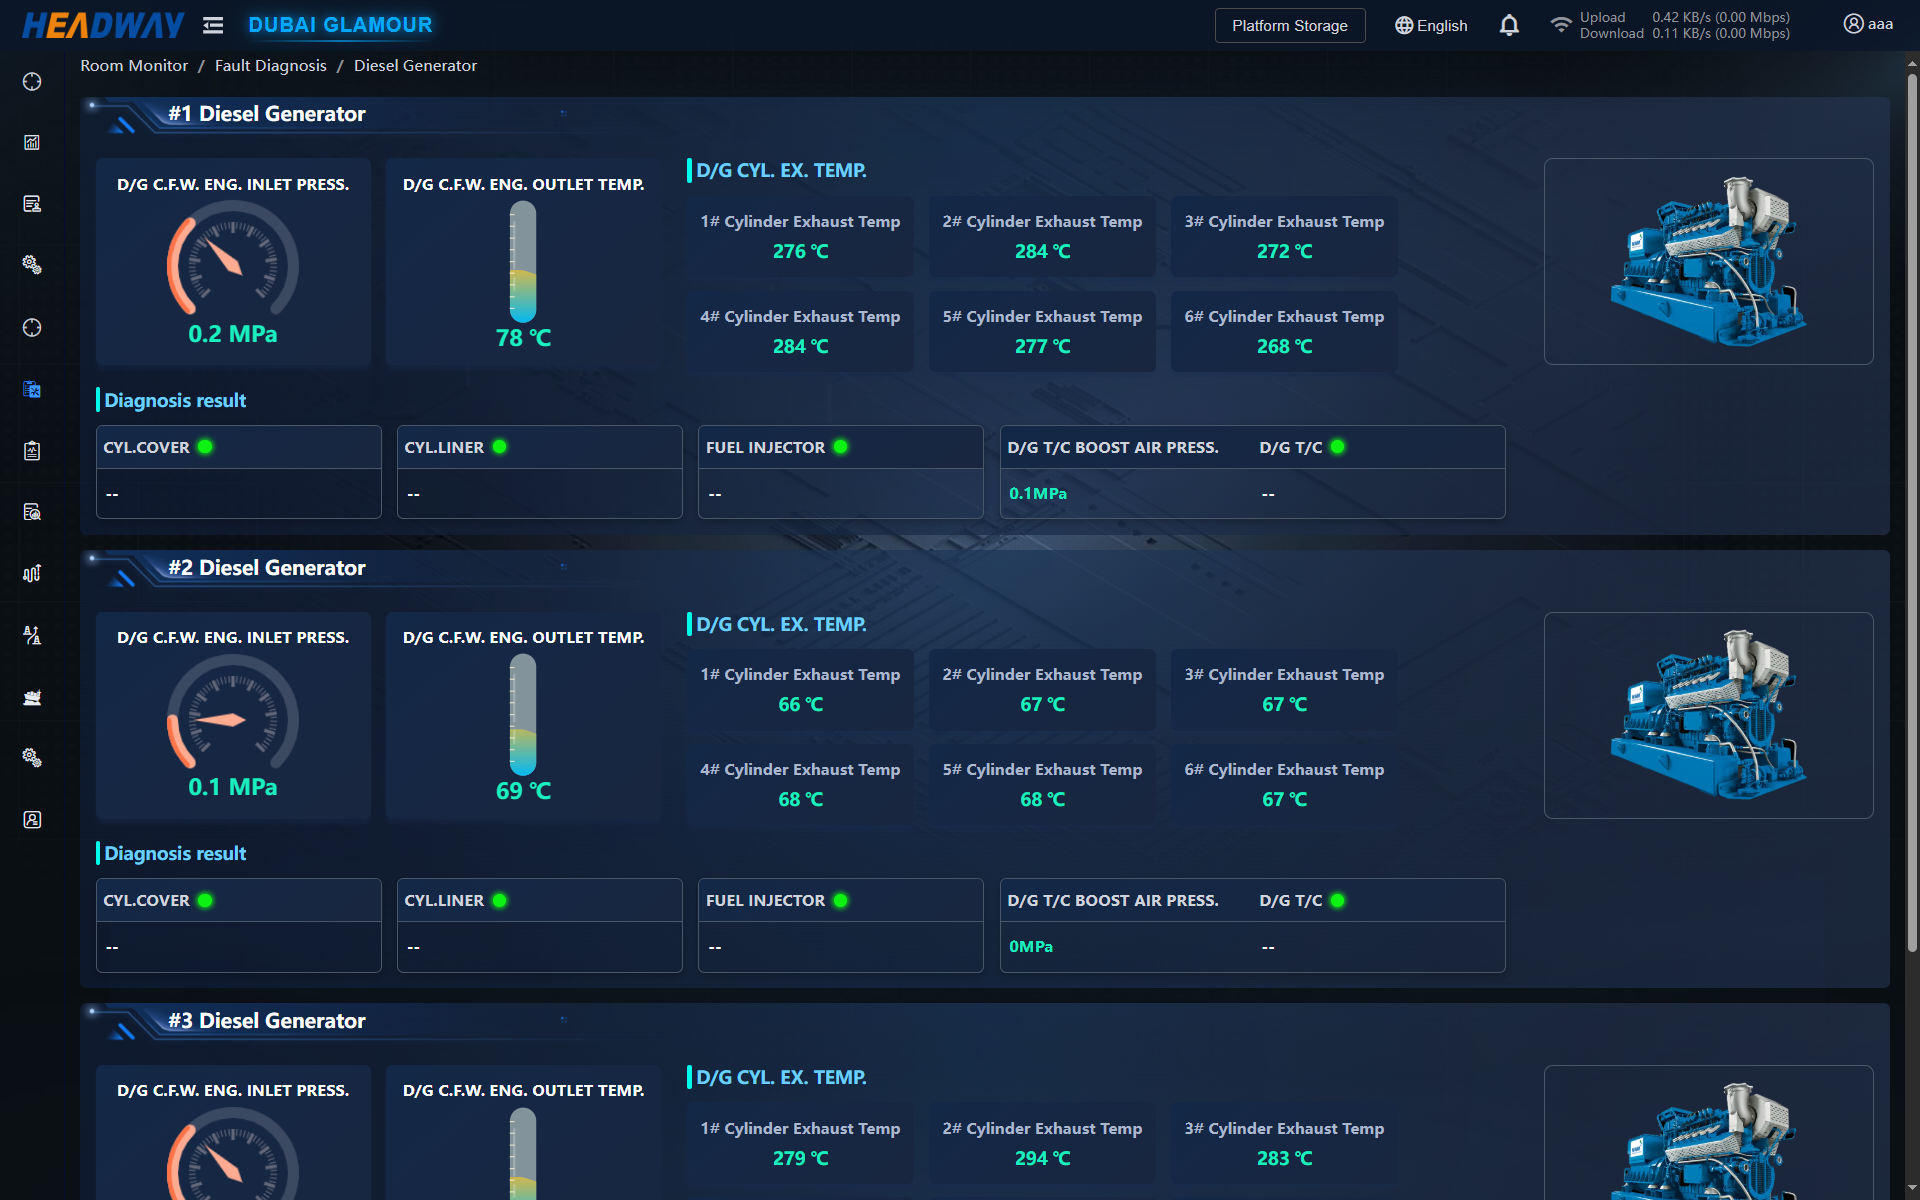 HEADWAY
DUBAI GLAMOUR
Platform Storage
English
Upload 0.42 KB/s (0.00 Mbps)
Download 0.11 KB/s (0.00 Mbps)
aaa
Room Monitor / Fault Diagnosis / Diesel Generator
#1 Diesel Generator
D/G C.F.W. ENG. INLET PRESS.
0.2 MPa
D/G C.F.W. ENG. OUTLET TEMP.
78 ℃
D/G CYL. EX. TEMP.
1# Cylinder Exhaust Temp
276 ℃
2# Cylinder Exhaust Temp
284 ℃
3# Cylinder Exhaust Temp
272 ℃
4# Cylinder Exhaust Temp
284 ℃
5# Cylinder Exhaust Temp
277 ℃
6# Cylinder Exhaust Temp
268 ℃
Diagnosis result
CYL.COVER
--
CYL.LINER
--
FUEL INJECTOR
--
D/G T/C BOOST AIR PRESS.
0.1MPa
D/G T/C
--
#2 Diesel Generator
D/G C.F.W. ENG. INLET PRESS.
0.1 MPa
D/G C.F.W. ENG. OUTLET TEMP.
69 ℃
D/G CYL. EX. TEMP.
1# Cylinder Exhaust Temp
66 ℃
2# Cylinder Exhaust Temp
67 ℃
3# Cylinder Exhaust Temp
67 ℃
4# Cylinder Exhaust Temp
68 ℃
5# Cylinder Exhaust Temp
68 ℃
6# Cylinder Exhaust Temp
67 ℃
Diagnosis result
CYL.COVER
--
CYL.LINER
--
FUEL INJECTOR
--
D/G T/C BOOST AIR PRESS.
0MPa
D/G T/C
--
#3 Diesel Generator
D/G C.F.W. ENG. INLET PRESS.
D/G C.F.W. ENG. OUTLET TEMP.
D/G CYL. EX. TEMP.
1# Cylinder Exhaust Temp
279 ℃
2# Cylinder Exhaust Temp
294 ℃
3# Cylinder Exhaust Temp
283 ℃